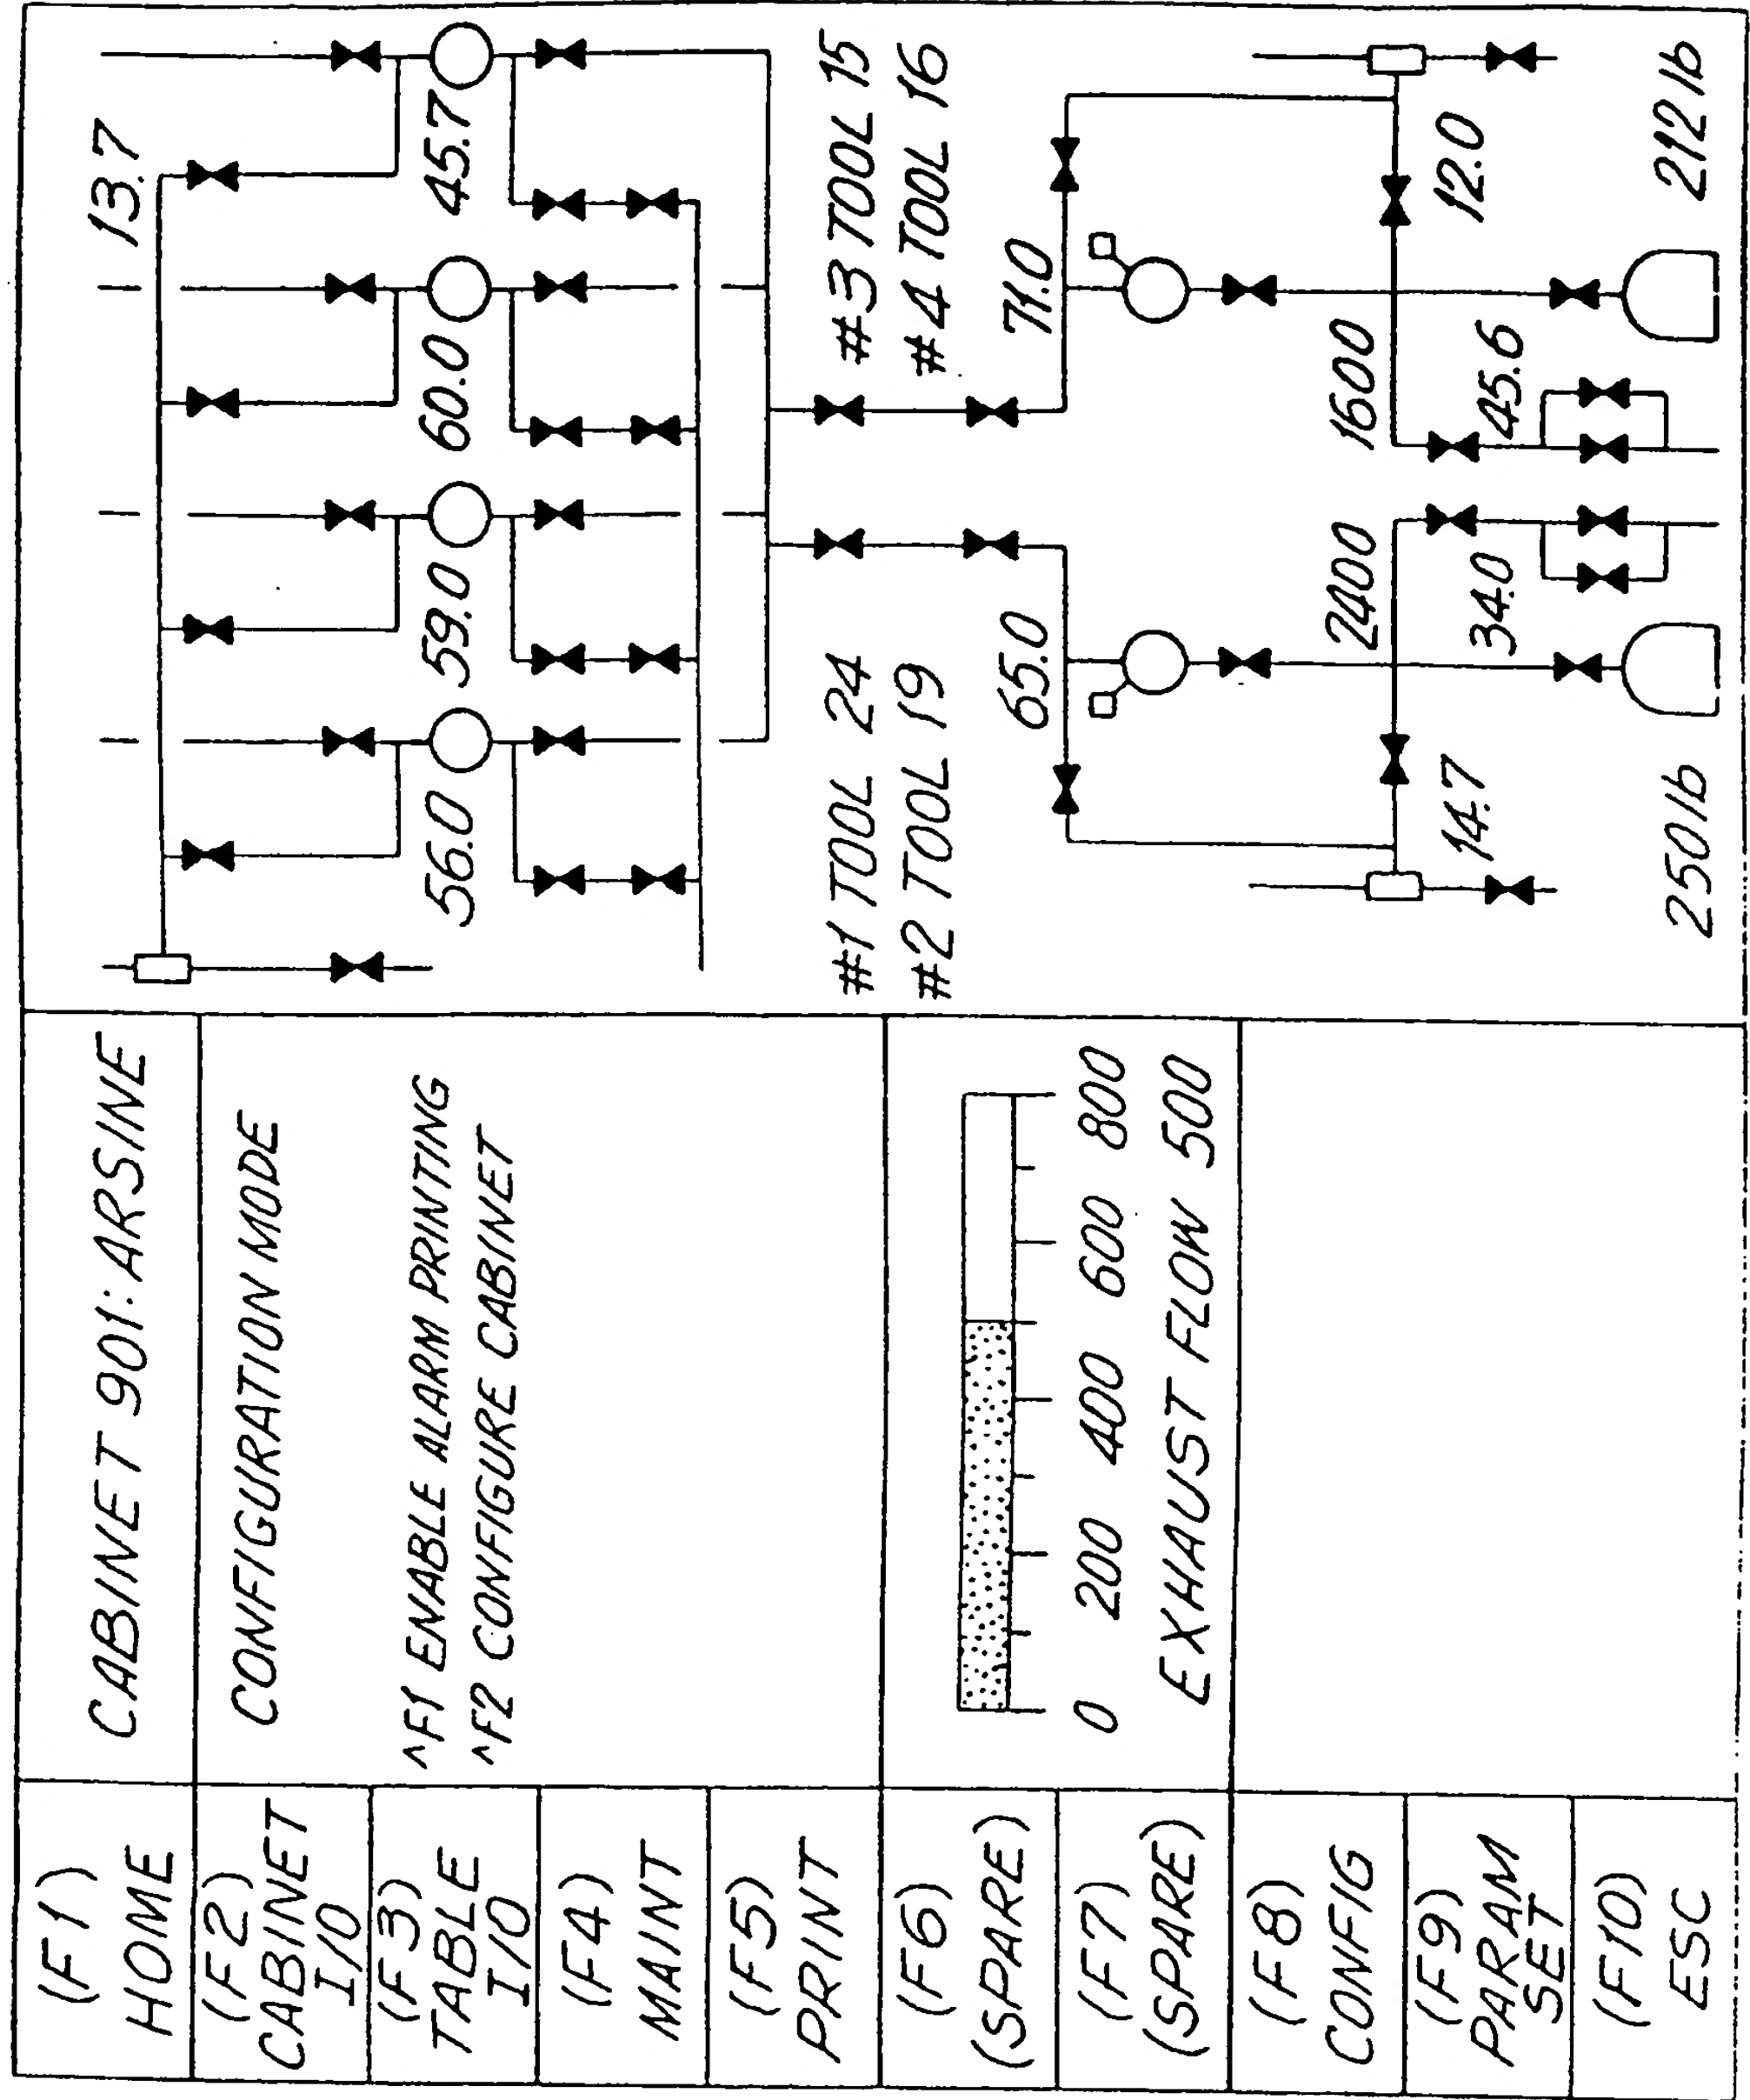 (F1)
HOME
(F2)
CABINET
I/O
(F3)
TABLE
I/O
(F4)
MAINT
(F5)
PRINT
(F6)
(SPARE)
(F7)
(SPARE)
(F8)
CONFIG
(F9)
PARAM
SET
(F10)
ESC
CABINET 901: ARSINE
CONFIGURATION MODE
^F1 ENABLE ALARM PRINTING
^F2 CONFIGURE CABINET
0 200 400 600 800
EXHAUST FLOW 500
13.7
56.0 59.0 60.0 45.7
#1 TOOL 24 #3 TOOL 15
#2 TOOL 19 #4 TOOL 16
65.0 71.0
2400 1600
14.7 34.0 45.6 12.0
250 lb 212 lb